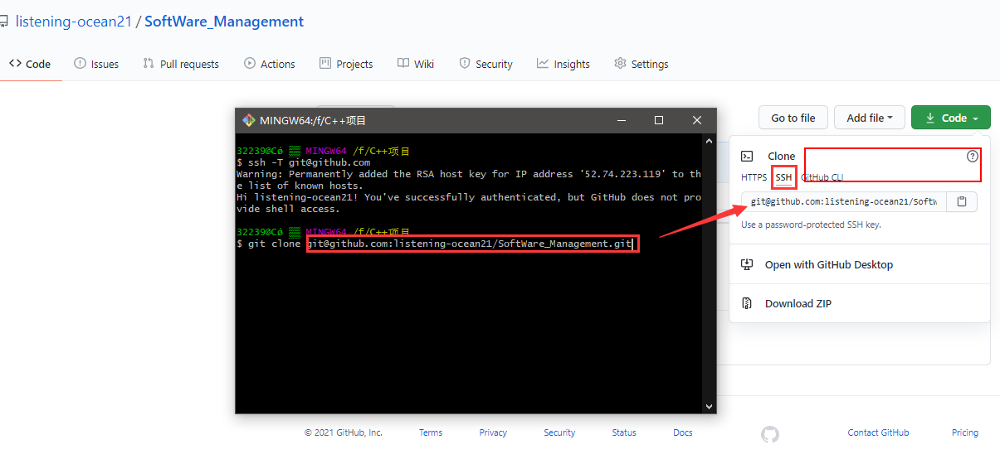 listening-ocean21 / SoftWare_Management
Code Issues Pull requests Actions Projects Wiki Security Insights Settings
Go to file Add file Code
MINGW64:/f/C++项目
32239@Cơ MINGW64 /f/C++项目
$ ssh -T git@github.com
Warning: Permanently added the RSA host key for IP address '52.74.223.119' to th
e list of known hosts.
Hi listening-ocean21! You've successfully authenticated, but GitHub does not pro
vide shell access.
32239@Cơ MINGW64 /f/C++项目
$ git clone git@github.com:listening-ocean21/SoftWare_Management.git
Clone
HTTPS SSH GitHub CLI
git@github.com:listening-ocean21/SoftW
Use a password-protected SSH key.
Open with GitHub Desktop
Download ZIP
© 2021 GitHub, Inc. Terms Privacy Security Status Docs Contact GitHub Pricing